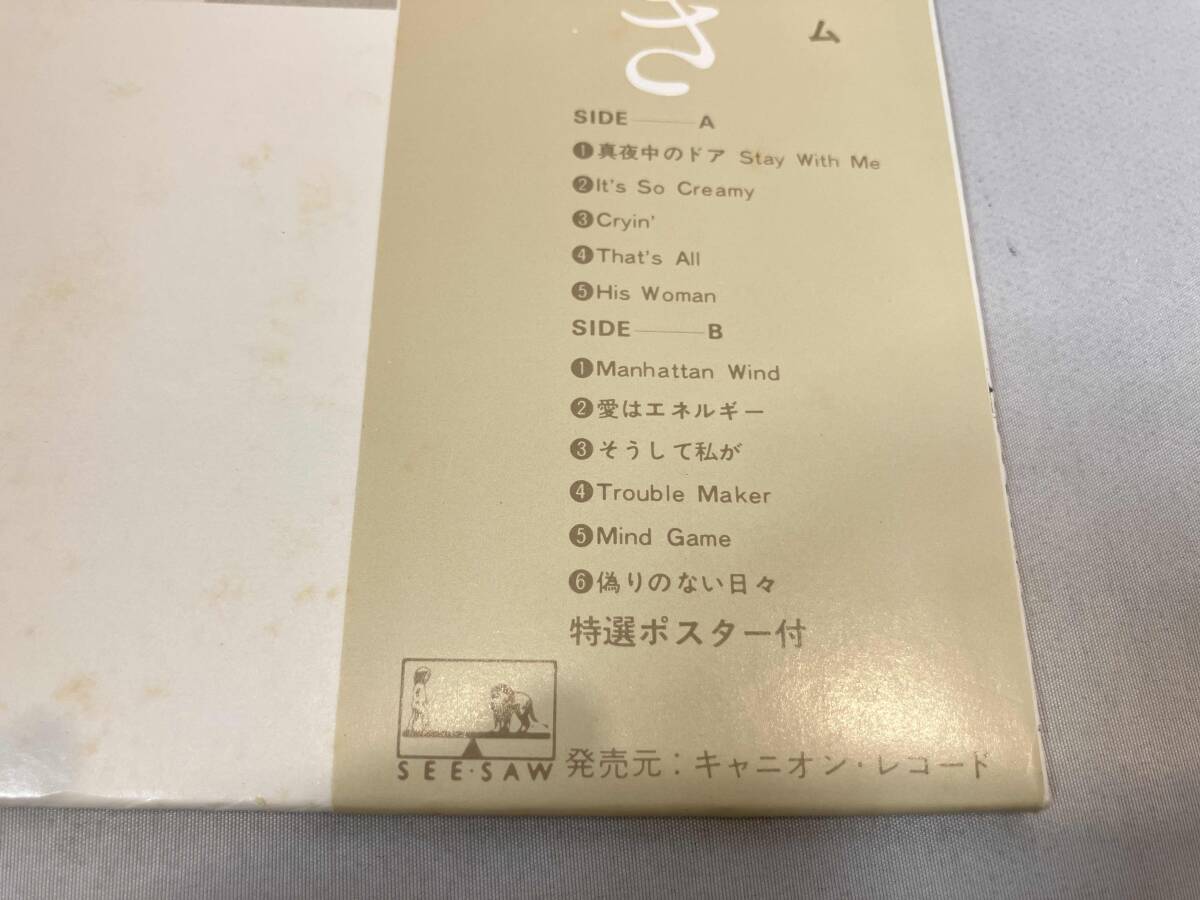 き
ム
SIDE——A
❶真夜中のドア Stay With Me
❷It's So Creamy
❸Cryin'
❹That's All
❺His Woman
SIDE——B
❶Manhattan Wind
❷愛はエネルギー
❸そうして私が
❹Trouble Maker
❺Mind Game
❻偽りのない日々
特選ポスター付
SEE·SAW 発売元：キャニオン・レコード